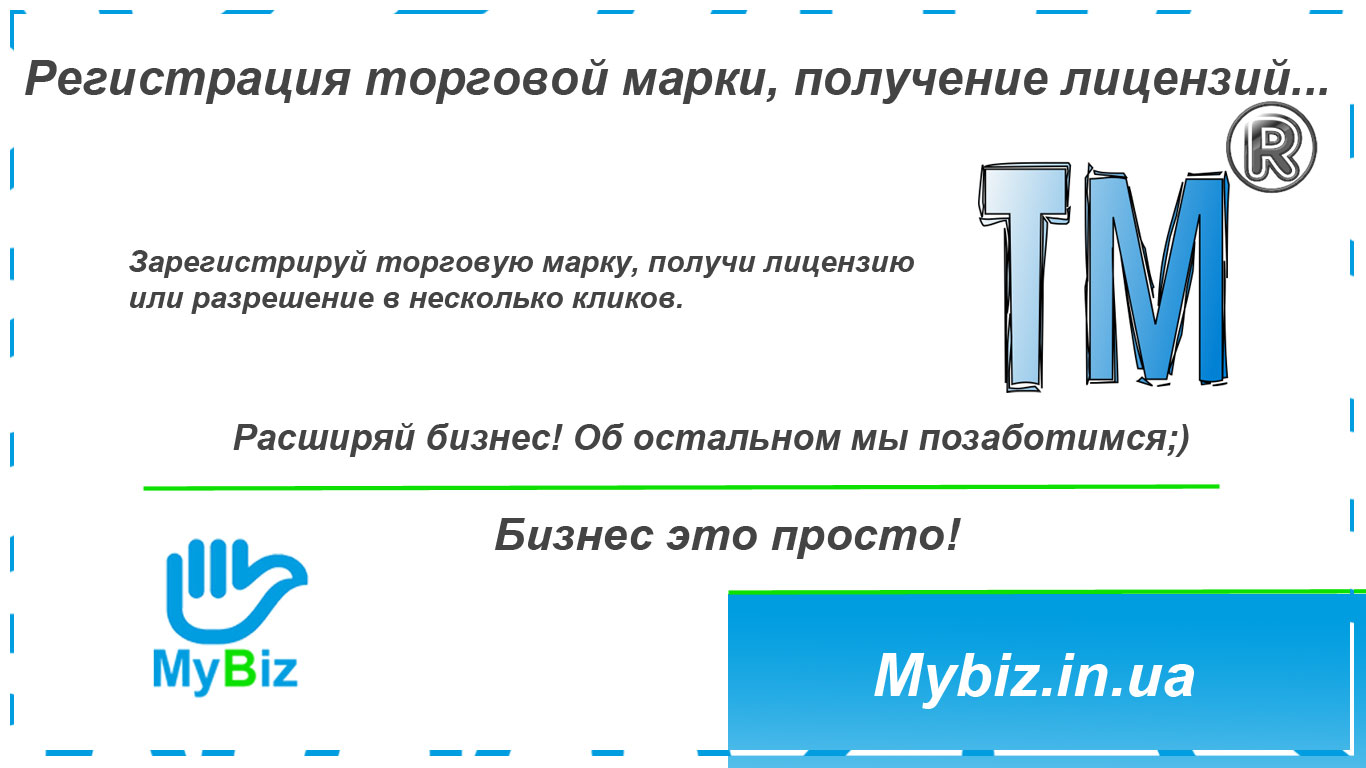 Регистрация торговой марки, получение лицензий...
®
TM
Зарегистрируй торговую марку, получи лицензию
или разрешение в несколько кликов.
Расширяй бизнес! Об остальном мы позаботимся;)
Бизнес это просто!
MyBiz
Mybiz.in.ua